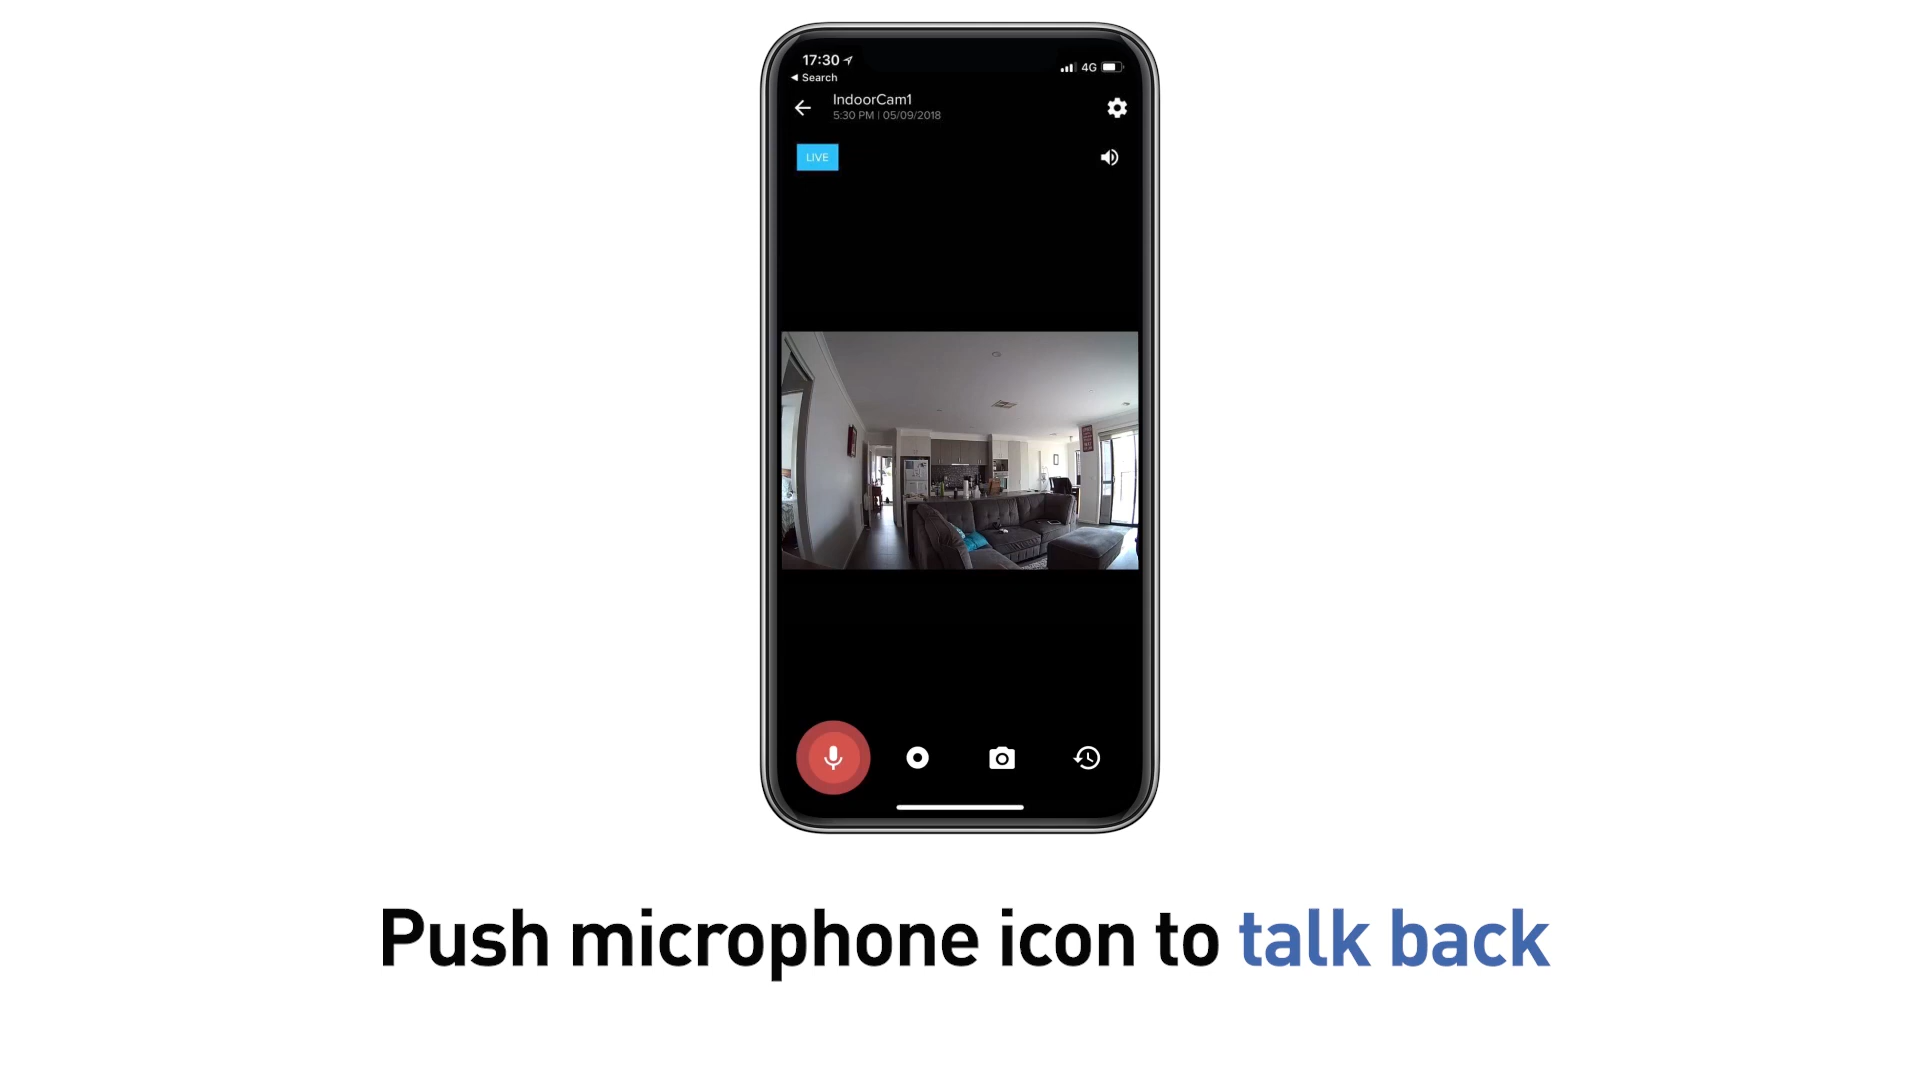 17:30
Search
4G
IndoorCam1
5:30 PM | 05/09/2018
LIVE
Push microphone icon to talk back